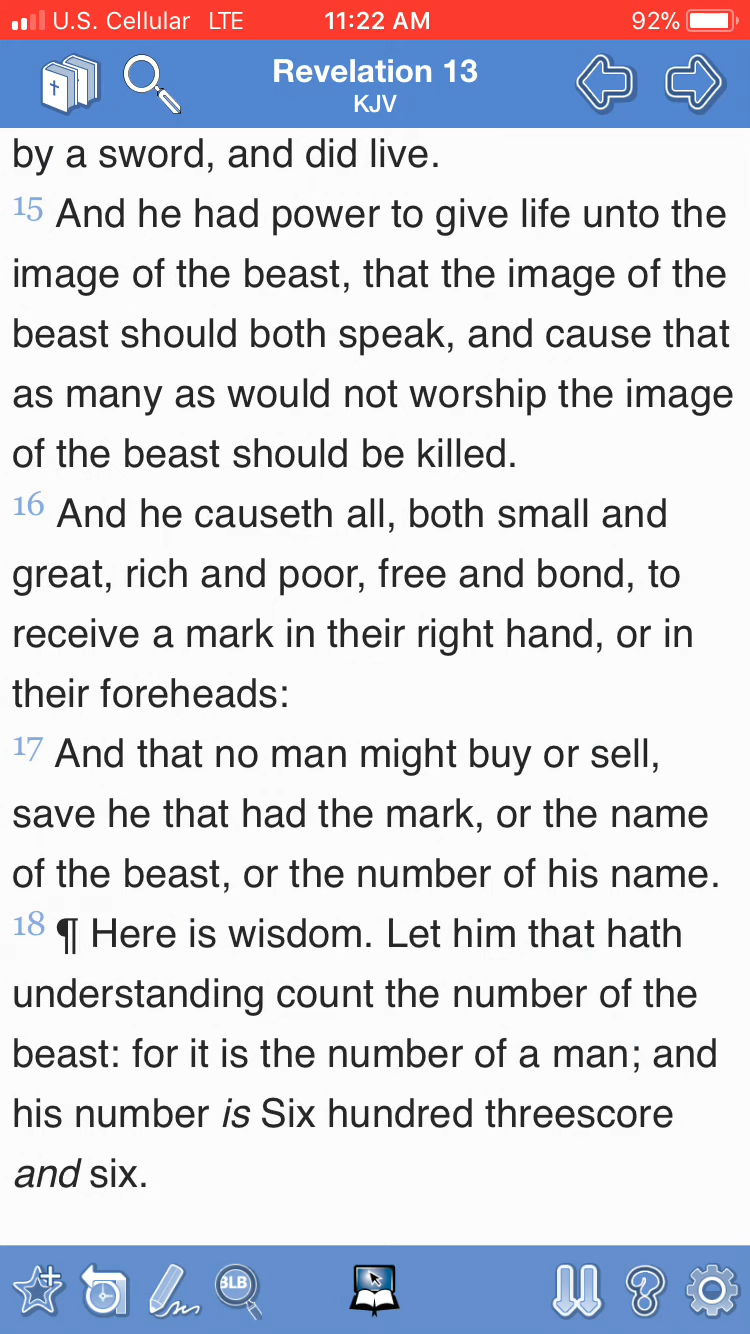 U.S. Cellular LTE 11:22 AM 92%
Revelation 13
KJV
by a sword, and did live.
15 And he had power to give life unto the
image of the beast, that the image of the
beast should both speak, and cause that
as many as would not worship the image
of the beast should be killed.
16 And he causeth all, both small and
great, rich and poor, free and bond, to
receive a mark in their right hand, or in
their foreheads:
17 And that no man might buy or sell,
save he that had the mark, or the name
of the beast, or the number of his name.
18 ¶ Here is wisdom. Let him that hath
understanding count the number of the
beast: for it is the number of a man; and
his number is Six hundred threescore
and six.
BLB